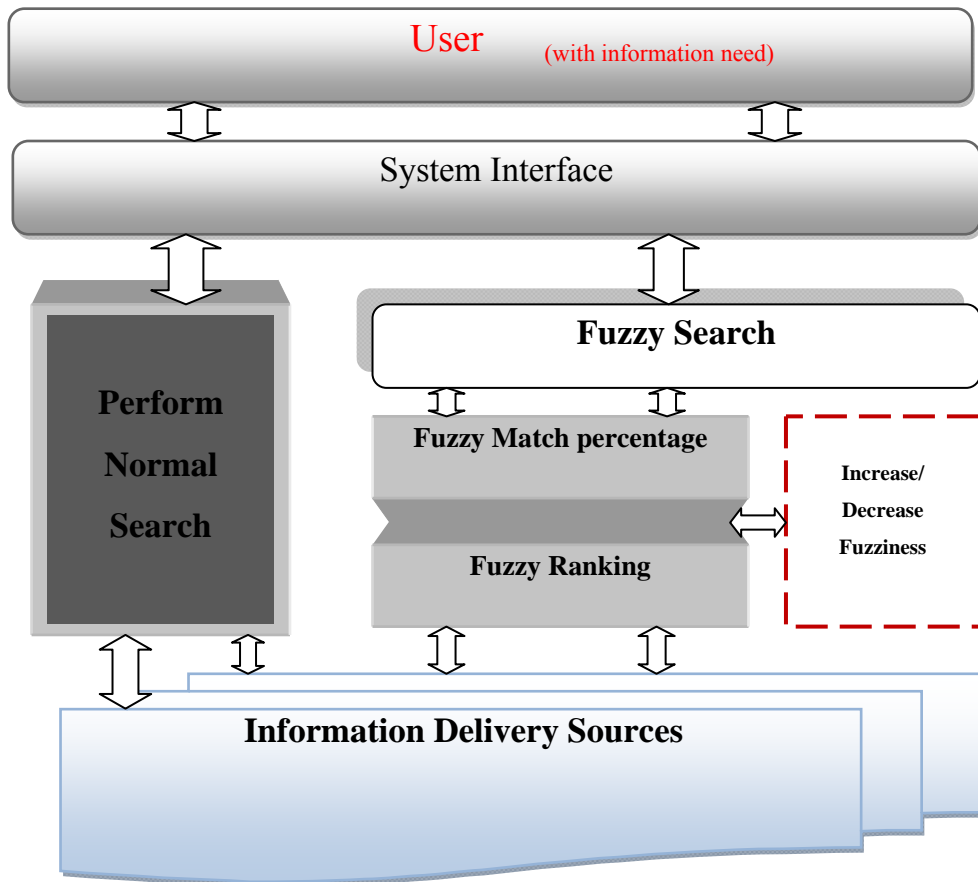 User (with information need)
System Interface
Fuzzy Search
Perform
Normal
Search
Fuzzy Match percentage
Fuzzy Ranking
Increase/
Decrease
Fuzziness
Information Delivery Sources